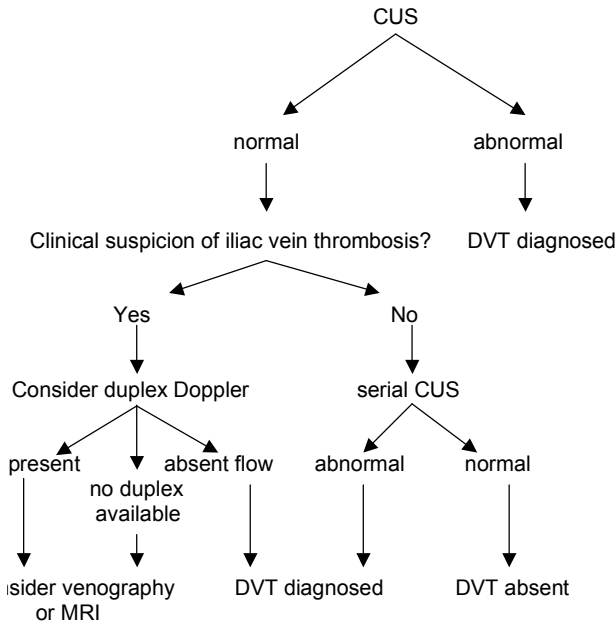 CUS
normal
abnormal
Clinical suspicion of iliac vein thrombosis?
DVT diagnosed
Yes
No
Consider duplex Doppler
serial CUS
present
absent flow
abnormal
normal
no duplex
available
venography
or MRI
DVT diagnosed
DVT absent